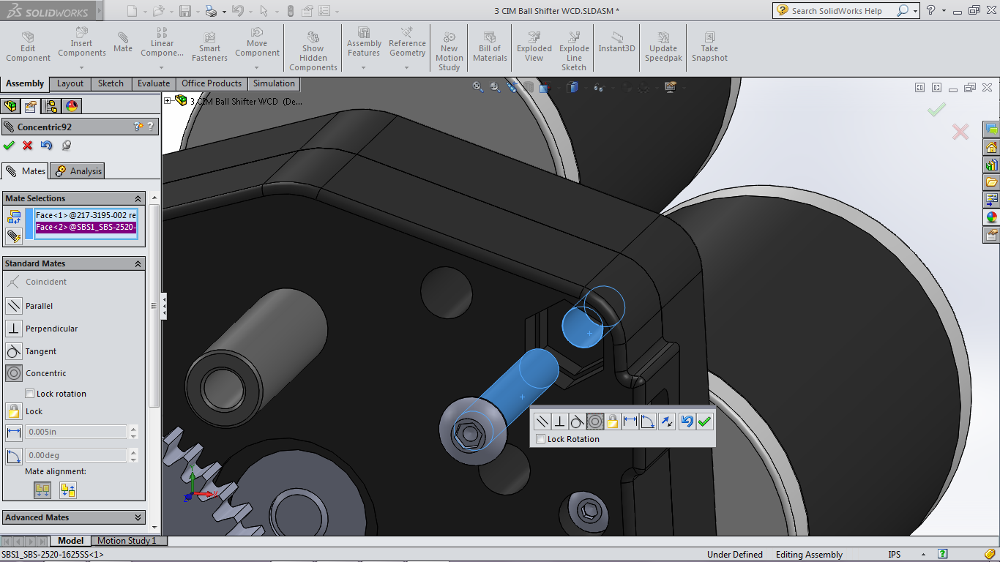 SOLIDWORKS
3 CIM Ball Shifter WCD.SLDASM *
Search SolidWorks Help
Edit Component
Insert Components
Mate
Linear Compone...
Smart Fasteners
Move Component
Show Hidden Components
Assembly Features
Reference Geometry
New Motion Study
Bill of Materials
Exploded View
Explode Line Sketch
Instant3D
Update Speedpak
Take Snapshot
Assembly
Layout
Sketch
Evaluate
Office Products
Simulation
3 CIM Ball Shifter WCD (De...
Concentric92
Mates
Analysis
Mate Selections
Face<1>@217-3195-002 re
Face<2>@SBS1_SBS-2520-
Standard Mates
Coincident
Parallel
Perpendicular
Tangent
Concentric
Lock rotation
Lock
0.005in
0.00deg
Mate alignment:
Advanced Mates
Lock Rotation
Model
Motion Study 1
SBS1_SBS-2520-1625SS<1>
Under Defined
Editing Assembly
IPS